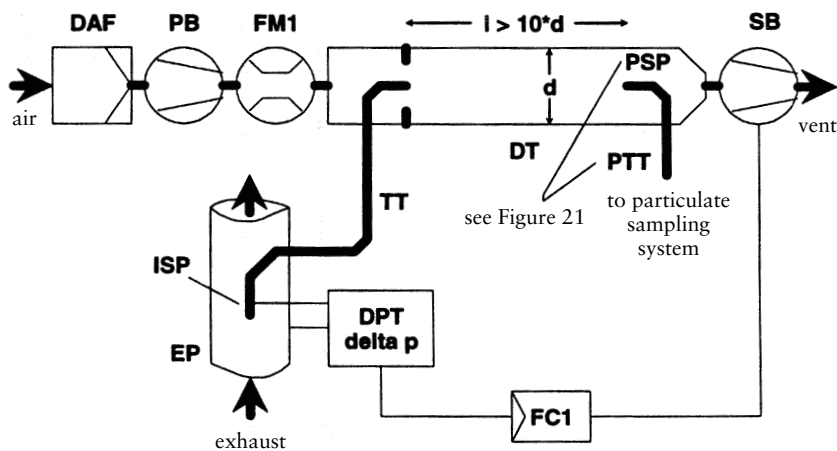 DAF
PB
FM1
i > 10*d
SB
air
d
PSP
vent
DT
PTT
TT
see Figure 21
to particulate
sampling
system
ISP
DPT
delta p
EP
FC1
exhaust